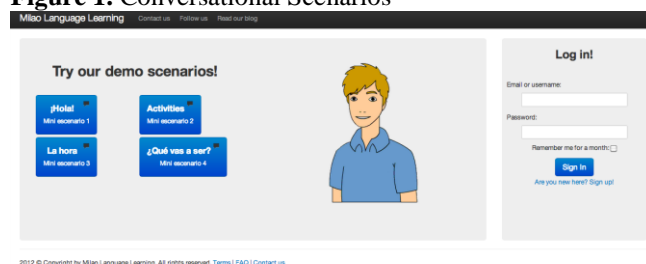 Figure 1. Conversational Scenarios
Milao Language Learning Contact us Follow us Read our blog
Try our demo scenarios!
¡Hola!
Mini escenario 1
Activities
Mini escenario 2
La hora
Mini escenario 3
¿Qué vas a ser?
Mini escenario 4
Log in!
Email or username:
Password:
Remember me for a month:
Sign In
Are you new here? Sign up!
2012 © Copyright by Milao Language Learning. All rights reserved. Terms | FAQ | Contact us